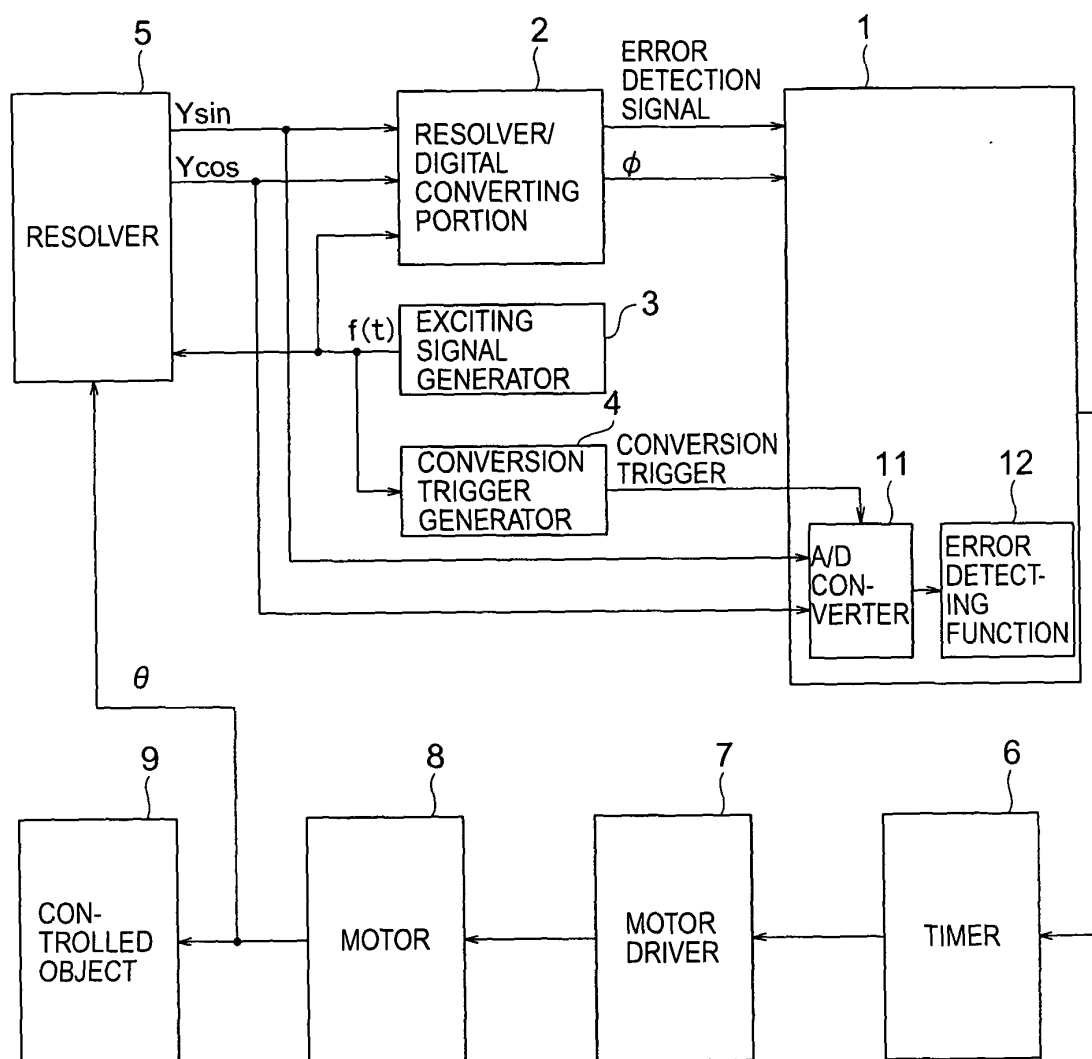 5
2
ERROR
DETECTION
SIGNAL
1
Ysin
Ycos
RESOLVER
RESOLVER/
DIGITAL
CONVERTING
PORTION
ϕ
f(t)
EXCITING
SIGNAL
GENERATOR
3
4
CONVERSION
TRIGGER
GENERATOR
CONVERSION
TRIGGER
11
12
A/D
CON-
VERTER
ERROR
DETECT-
ING
FUNCTION
θ
9
8
7
6
CON-
TROLLED
OBJECT
MOTOR
MOTOR
DRIVER
TIMER